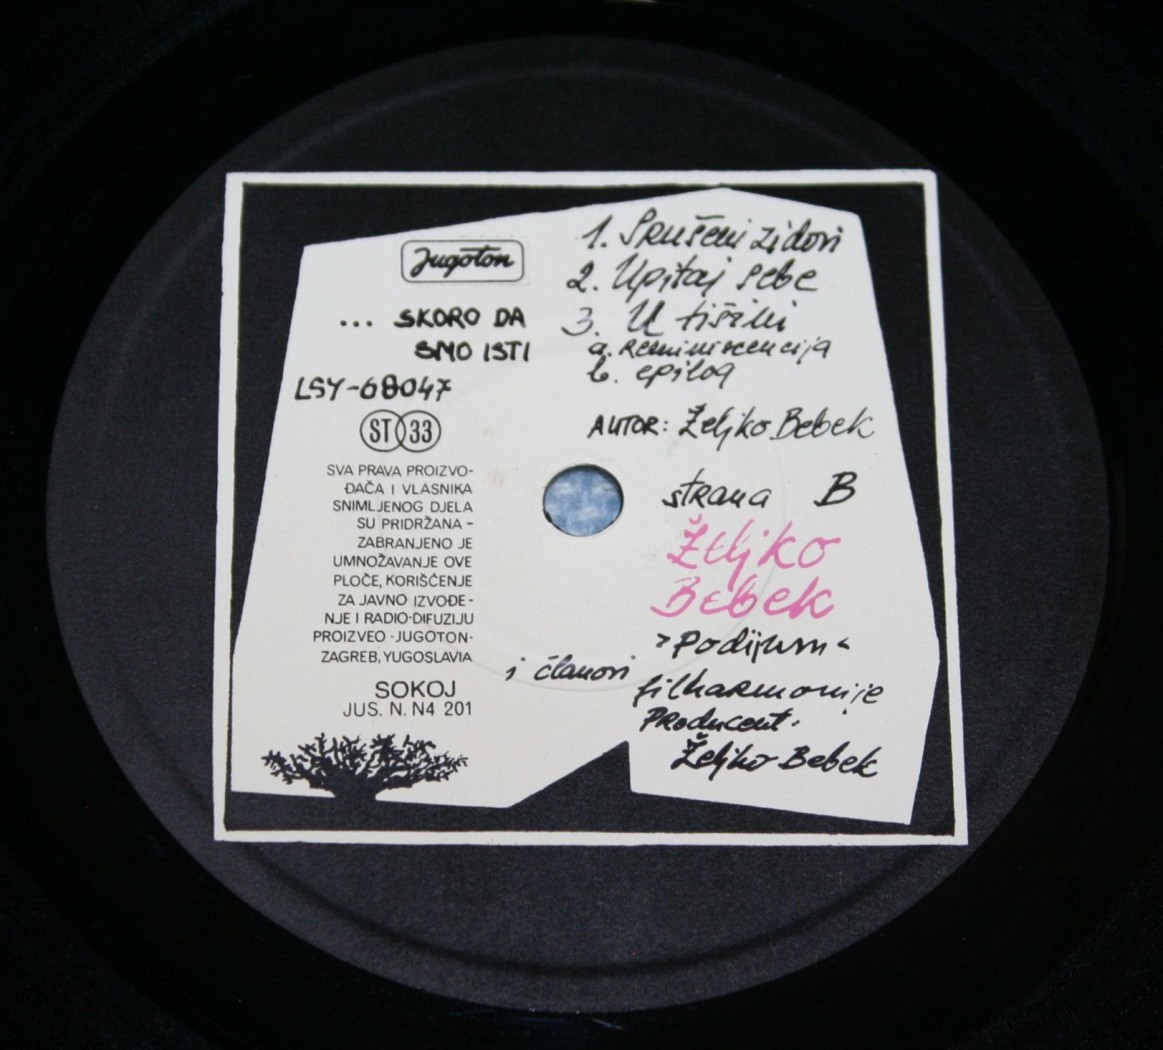 Jugoton
... SKORO DA
SMO ISTI
LSY-68047
ST 33
SVA PRAVA PROIZVO-
ĐAČA I VLASNIKA
SNIMLJENOG DJELA
SU PRIDRŽANA -
ZABRANJENO JE
UMNOŽAVANJE OVE
PLOČE, KORIŠĆENJE
ZA JAVNO IZVOĐE-
NJE I RADIO-DIFUZIJU
PROIZVEO ·JUGOTON·
ZAGREB, YUGOSLAVIA
SOKOJ
JUS. N. N4 201
1. Srušeni zidovi
2. Upitaj sebe
3. U tišini
a. Reminiscencija
b. epilog
AUTOR: Željko Bebek
strana B
Željko
Bebek
>Podijum<
i članovi
filharmonije
Producent:
Željko Bebek